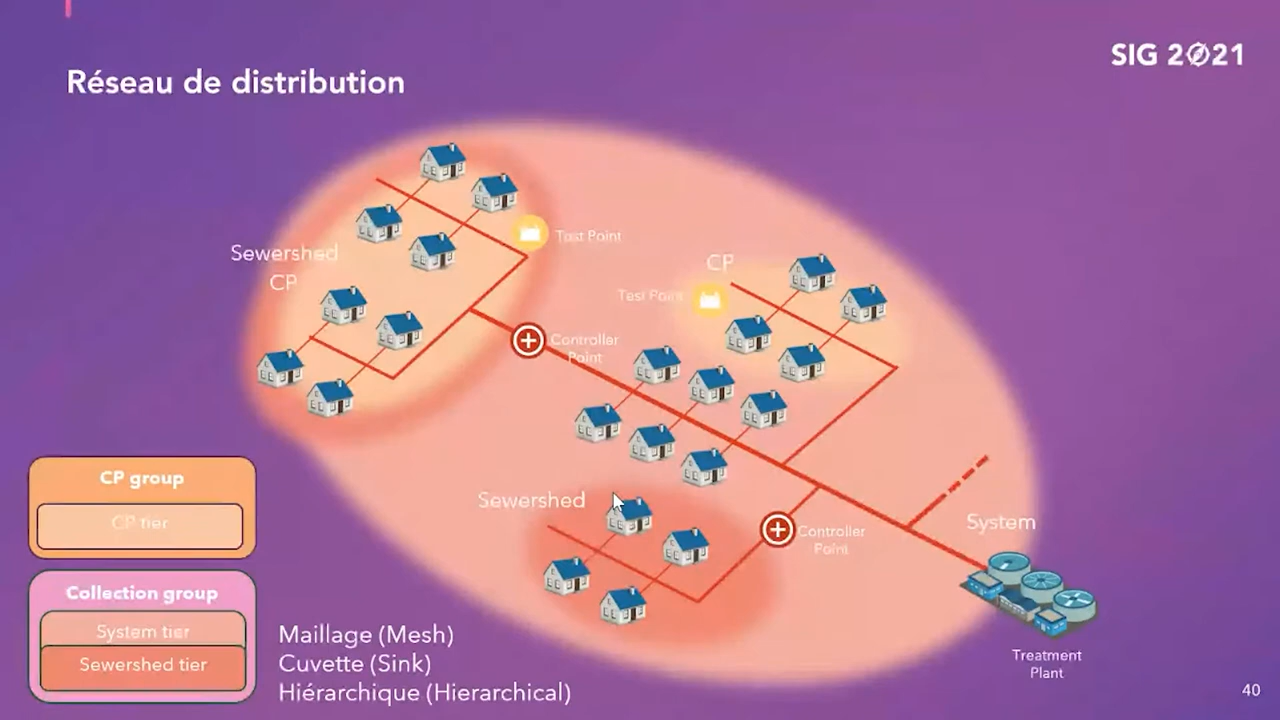 SIG 2021
Réseau de distribution
Sewershed
CP
Test Point
CP
Test Point
Controller
Point
Sewershed
Controller
Point
System
Treatment
Plant
CP group
CP tier
Collection group
System tier
Sewershed tier
Maillage (Mesh)
Cuvette (Sink)
Hiérarchique (Hierarchical)
40